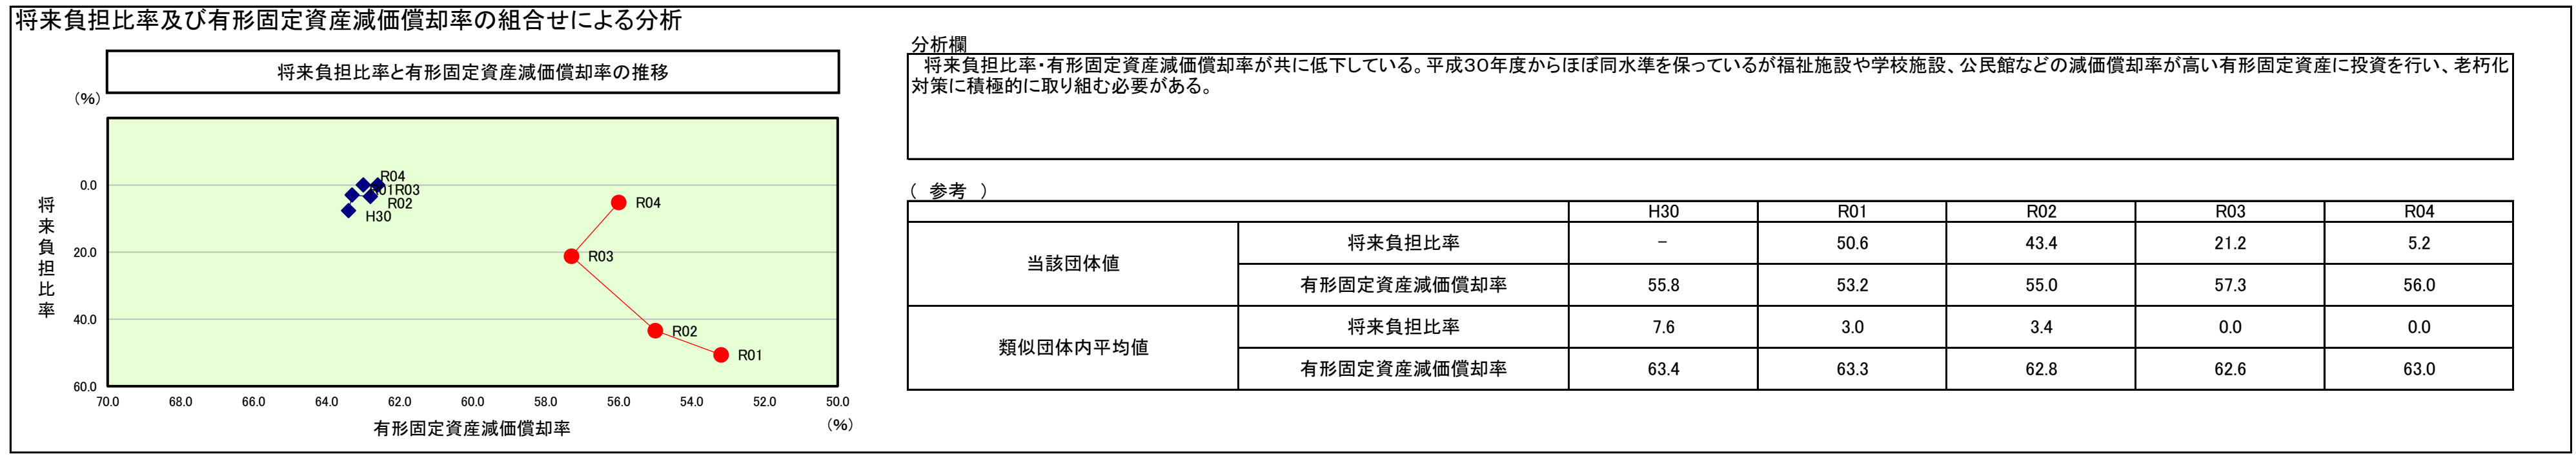 将来負担比率及び有形固定資産減価償却率の組合せによる分析
将来負担比率と有形固定資産減価償却率の推移
(%)
将来負担比率
0.0
20.0
40.0
60.0
70.0 68.0 66.0 64.0 62.0 60.0 58.0 56.0 54.0 52.0 50.0
有形固定資産減価償却率
(%)
R04
R01 R03
R02
H30
R04
R03
R02
R01
分析欄
将来負担比率・有形固定資産減価償却率が共に低下している。平成30年度からほぼ同水準を保っているが福祉施設や学校施設、公民館などの減価償却率が高い有形固定資産に投資を行い、老朽化
対策に積極的に取り組む必要がある。
( 参考 )
H30 R01 R02 R03 R04
当該団体値
将来負担比率 － 50.6 43.4 21.2 5.2
有形固定資産減価償却率 55.8 53.2 55.0 57.3 56.0
類似団体内平均値
将来負担比率 7.6 3.0 3.4 0.0 0.0
有形固定資産減価償却率 63.4 63.3 62.8 62.6 63.0